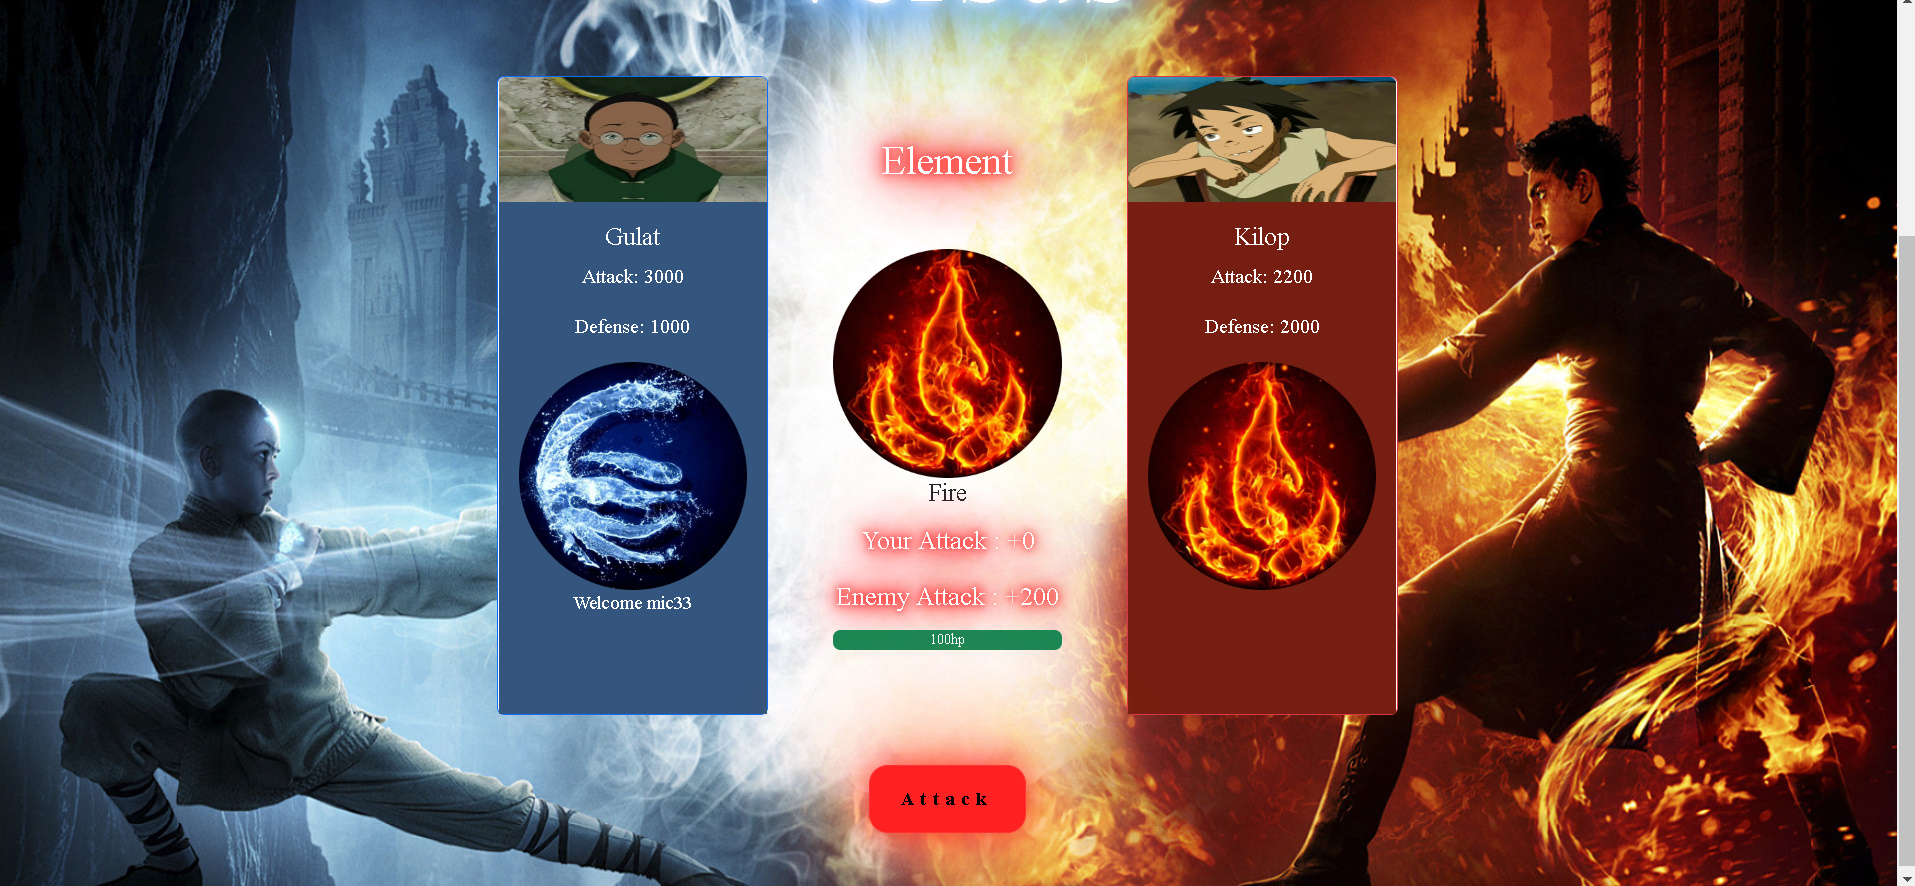 Gulat
Attack: 3000
Defense: 1000
Welcome mic33
Element
Fire
Your Attack : +0
Enemy Attack : +200
100hp
Attack
Kilop
Attack: 2200
Defense: 2000